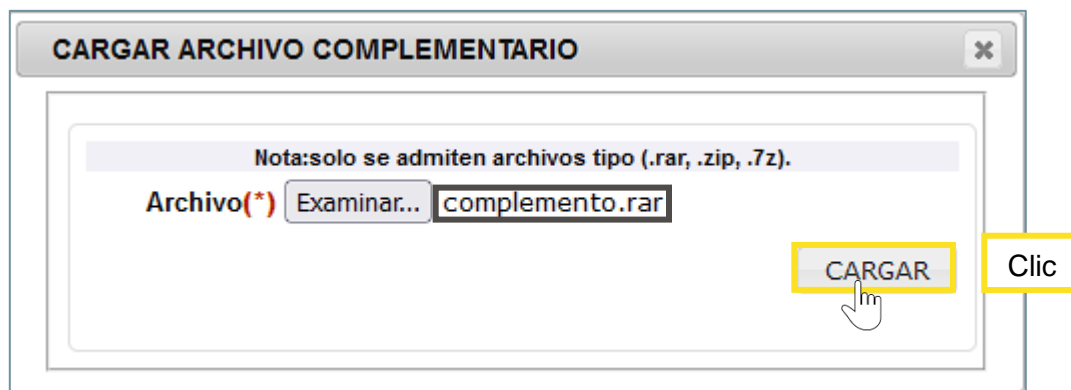 CARGAR ARCHIVO COMPLEMENTARIO
Nota:solo se admiten archivos tipo (.rar, .zip, .7z).
Archivo(*) Examinar... complemento.rar
CARGAR
Clic